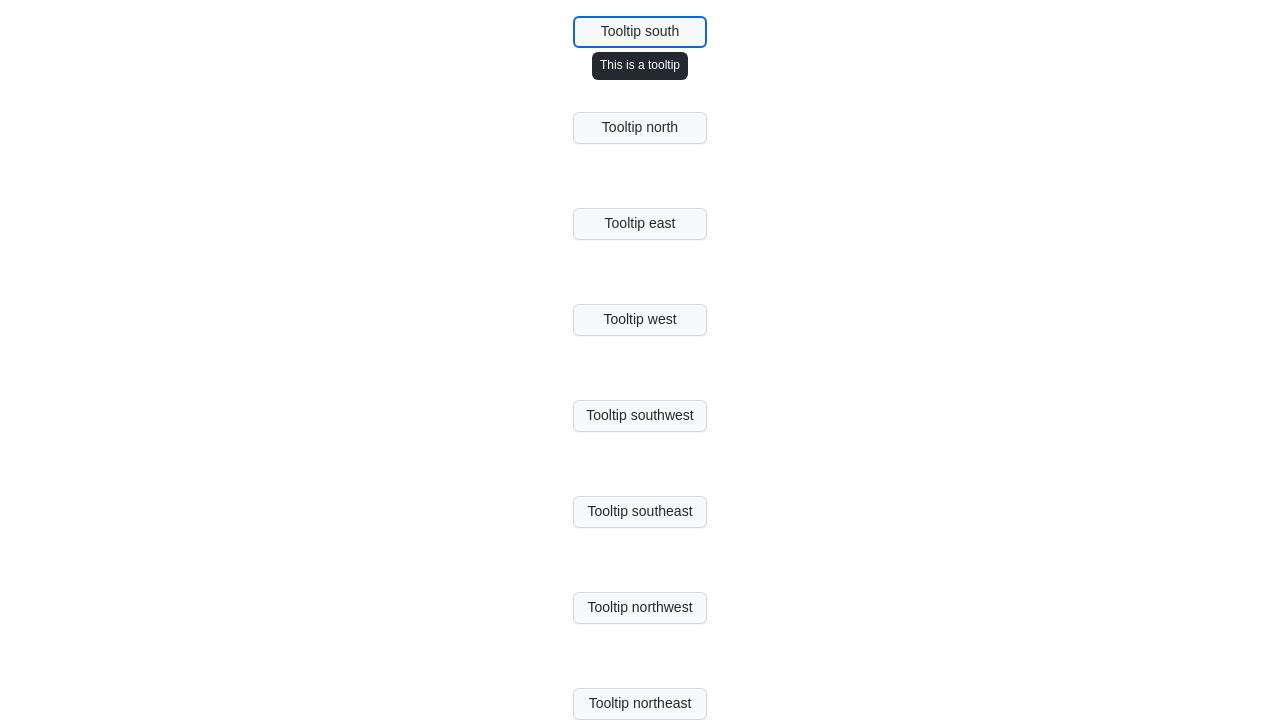 Tooltip south
This is a tooltip
Tooltip north
Tooltip east
Tooltip west
Tooltip southwest
Tooltip southeast
Tooltip northwest
Tooltip northeast